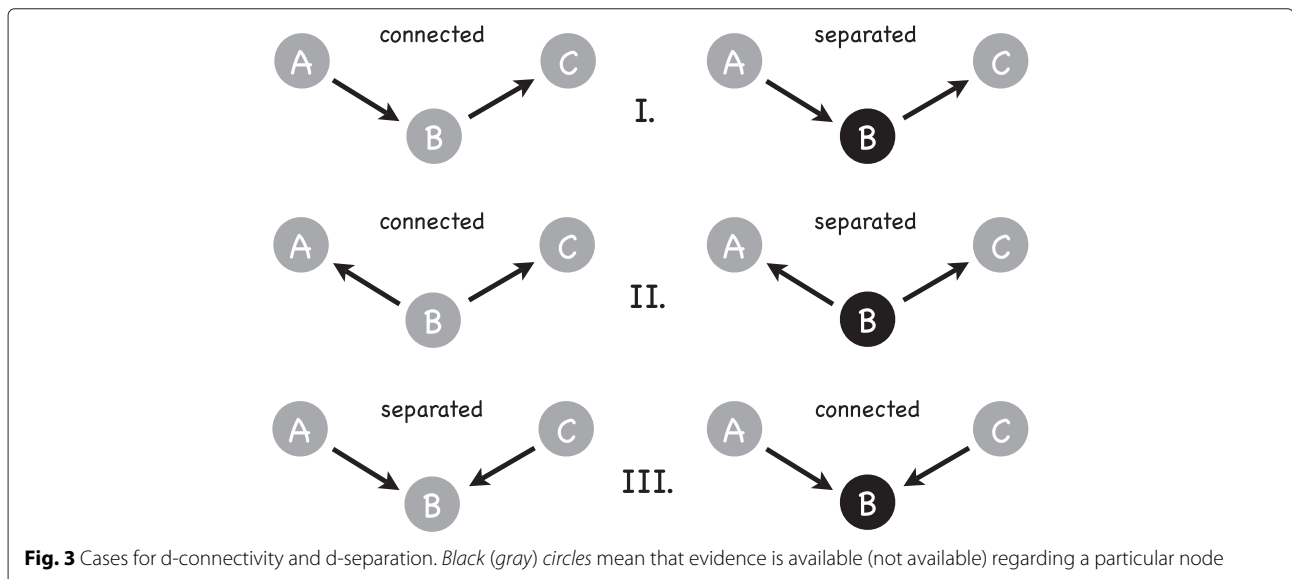 connected
separated
A
C
A
C
I.
B
B
connected
separated
A
C
A
C
II.
B
B
separated
connected
A
C
A
C
III.
B
B
Fig. 3 Cases for d-connectivity and d-separation. Black (gray) circles mean that evidence is available (not available) regarding a particular node